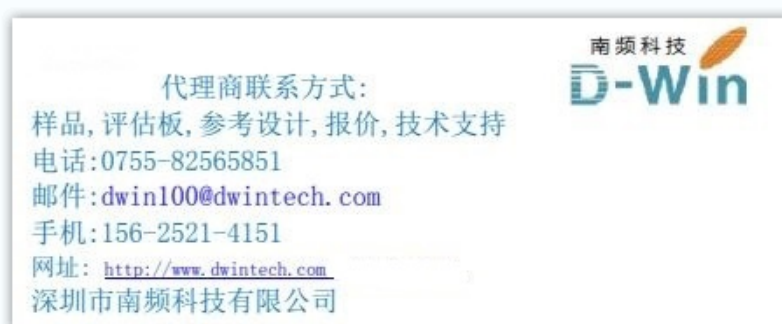 南频科技
D-Win
代理商联系方式:
样品,评估板,参考设计,报价,技术支持
电话:0755-82565851
邮件:dwin100@dwintech.com
手机:156-2521-4151
网址: http://www.dwintech.com
深圳市南频科技有限公司